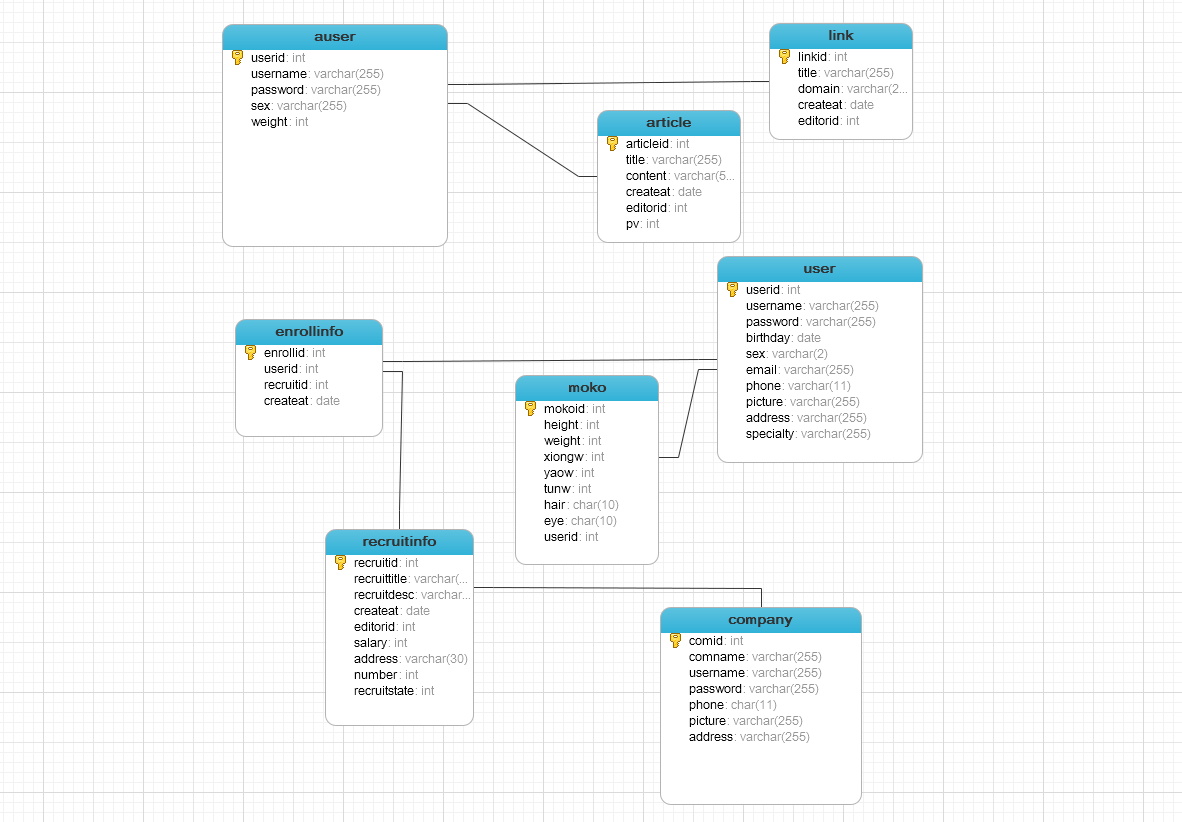 auser
userid: int
username: varchar(255)
password: varchar(255)
sex: varchar(255)
weight: int
link
linkid: int
title: varchar(255)
domain: varchar(2...
createat: date
editorid: int
article
articleid: int
title: varchar(255)
content: varchar(5...
createat: date
editorid: int
pv: int
user
userid: int
username: varchar(255)
password: varchar(255)
birthday: date
sex: varchar(2)
email: varchar(255)
phone: varchar(11)
picture: varchar(255)
address: varchar(255)
specialty: varchar(255)
enrollinfo
enrollid: int
userid: int
recruitid: int
createat: date
moko
mokoid: int
height: int
weight: int
xiongw: int
yaow: int
tunw: int
hair: char(10)
eye: char(10)
userid: int
recruitinfo
recruitid: int
recruittitle: varchar(...
recruitdesc: varchar...
createat: date
editorid: int
salary: int
address: varchar(30)
number: int
recruitstate: int
company
comid: int
comname: varchar(255)
username: varchar(255)
password: varchar(255)
phone: char(11)
picture: varchar(255)
address: varchar(255)